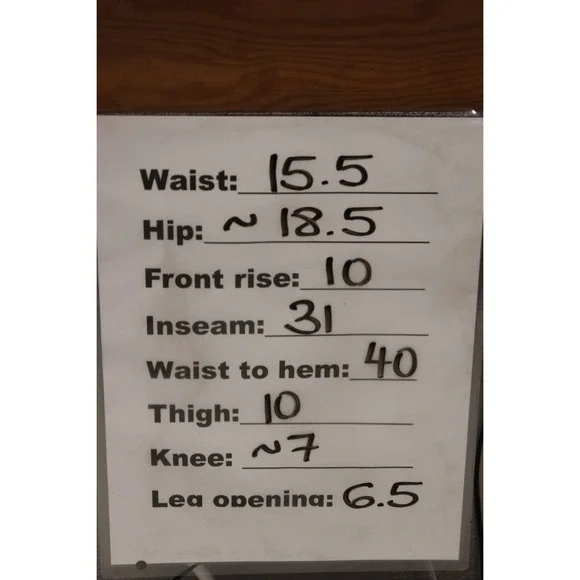 Waist: 15.5
Hip: ~ 18.5
Front rise: 10
Inseam: 31
Waist to hem: 40
Thigh: 10
Knee: ~7
Leg opening: 6.5